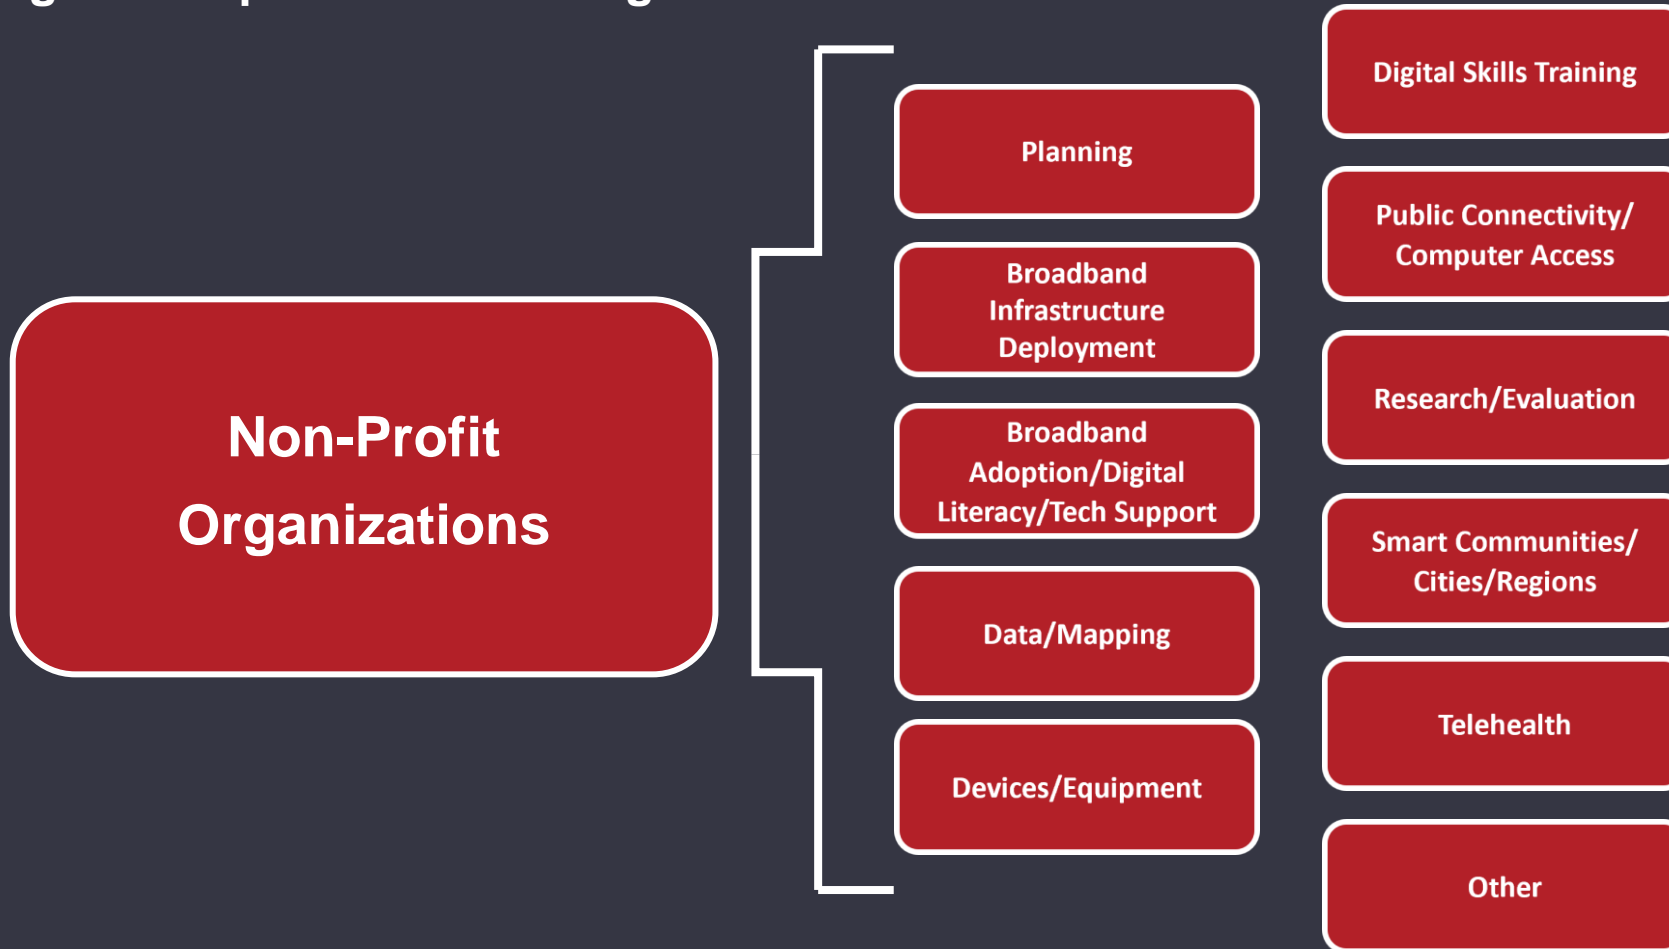 Non-Profit
Organizations
Planning
Broadband
Infrastructure
Deployment
Broadband
Adoption/Digital
Literacy/Tech Support
Data/Mapping
Devices/Equipment
Digital Skills Training
Public Connectivity/
Computer Access
Research/Evaluation
Smart Communities/
Cities/Regions
Telehealth
Other